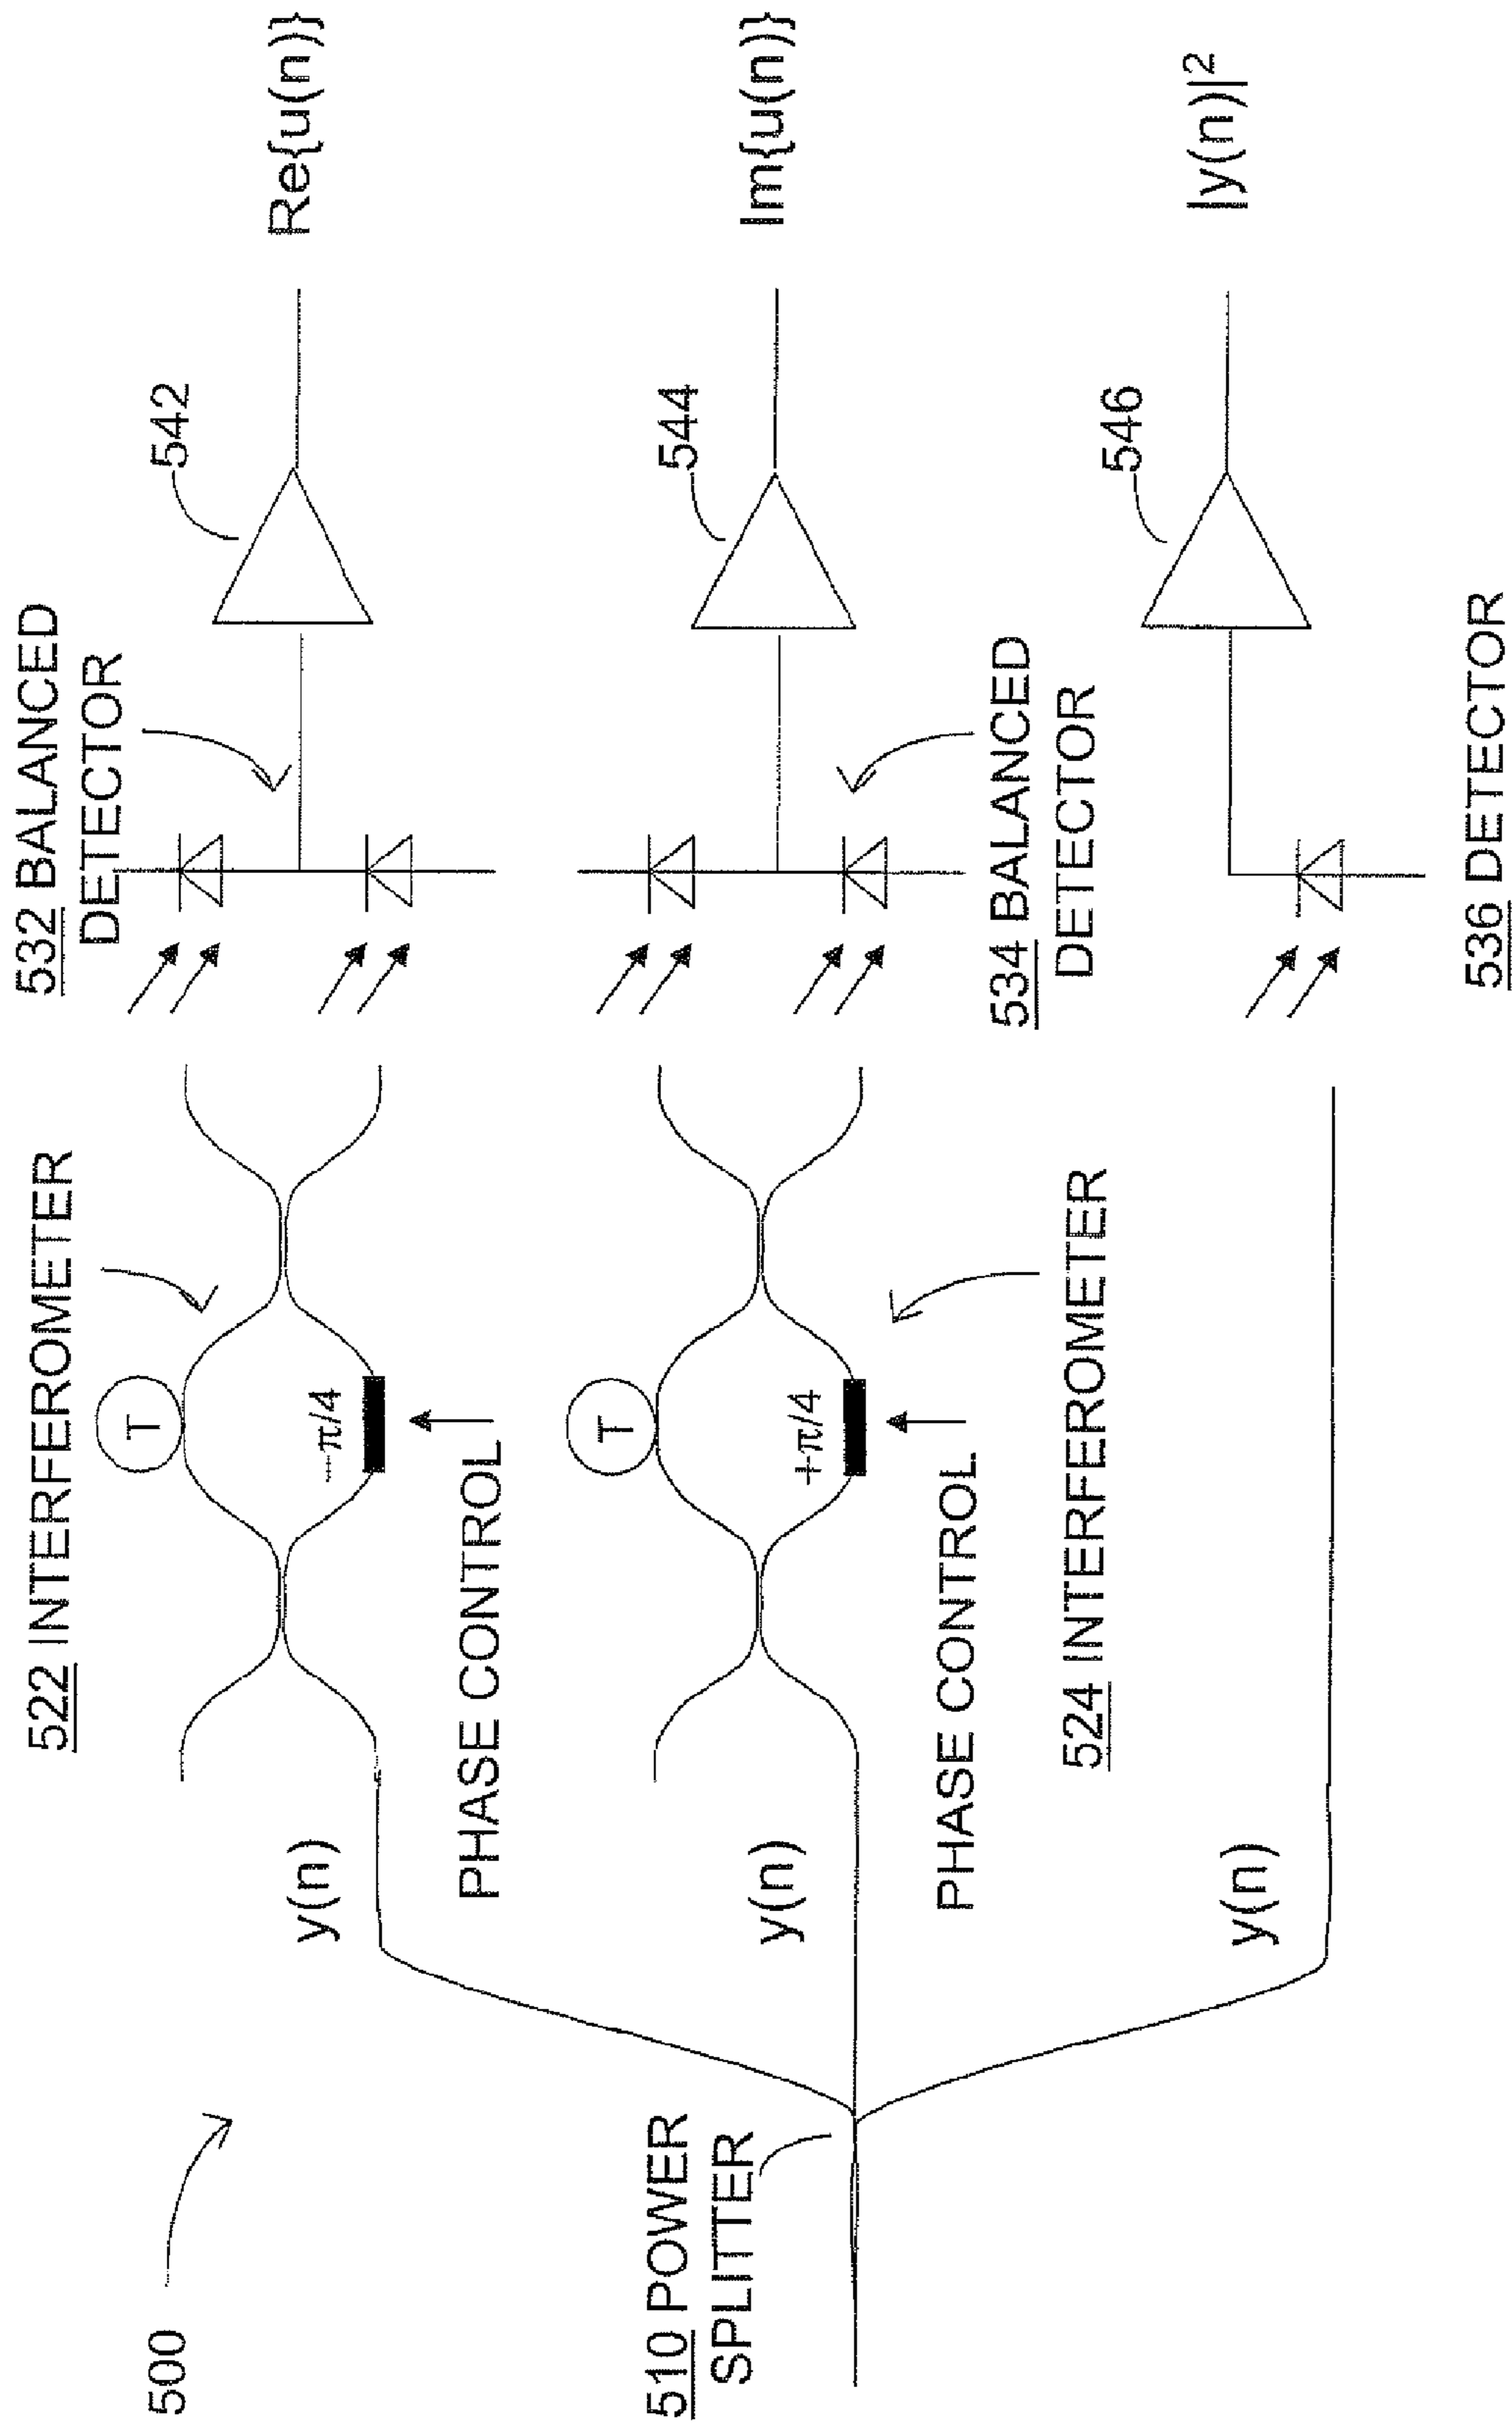 500
510 POWER
SPLITTER
y(n)
y(n)
y(n)
522 INTERFEROMETER
T
−π/4
PHASE CONTROL
T
+π/4
PHASE CONTROL
524 INTERFEROMETER
532 BALANCED
DETECTOR
534 BALANCED
DETECTOR
536 DETECTOR
542
544
546
Re{u(n)}
Im{u(n)}
|y(n)|²